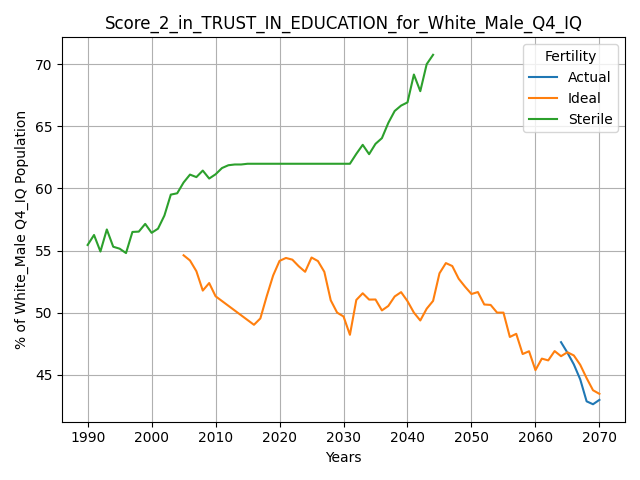 Score_2_in_TRUST_IN_EDUCATION_for_White_Male_Q4_IQ
% of White_Male Q4_IQ Population
70
65
60
55
50
45
Fertility
Actual
Ideal
Sterile
1990 2000 2010 2020 2030 2040 2050 2060 2070
Years